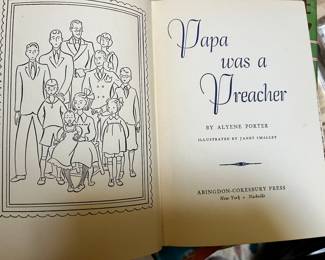 Papa
was a
Preacher
BY ALYENE PORTER
ILLUSTRATED BY JANET SMALLEY
ABINGDON-COKESBURY PRESS
New York • Nashville